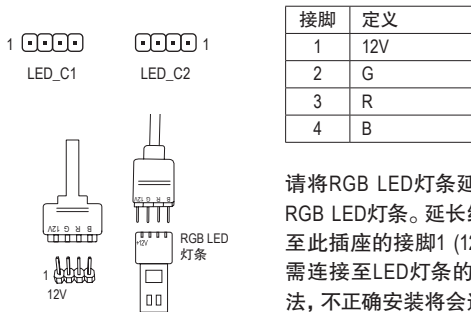 1
1
LED_C1
LED_C2
接脚 定义
1 12V
2 G
3 R
4 B
B R G 12V
B R G 12V
+12V
RGB LED
灯条
1
12V
请将RGB LED灯条
RGB LED灯条。延长
至此插座的接脚1 (12
需连接至LED灯条的
法，不正确安装将会